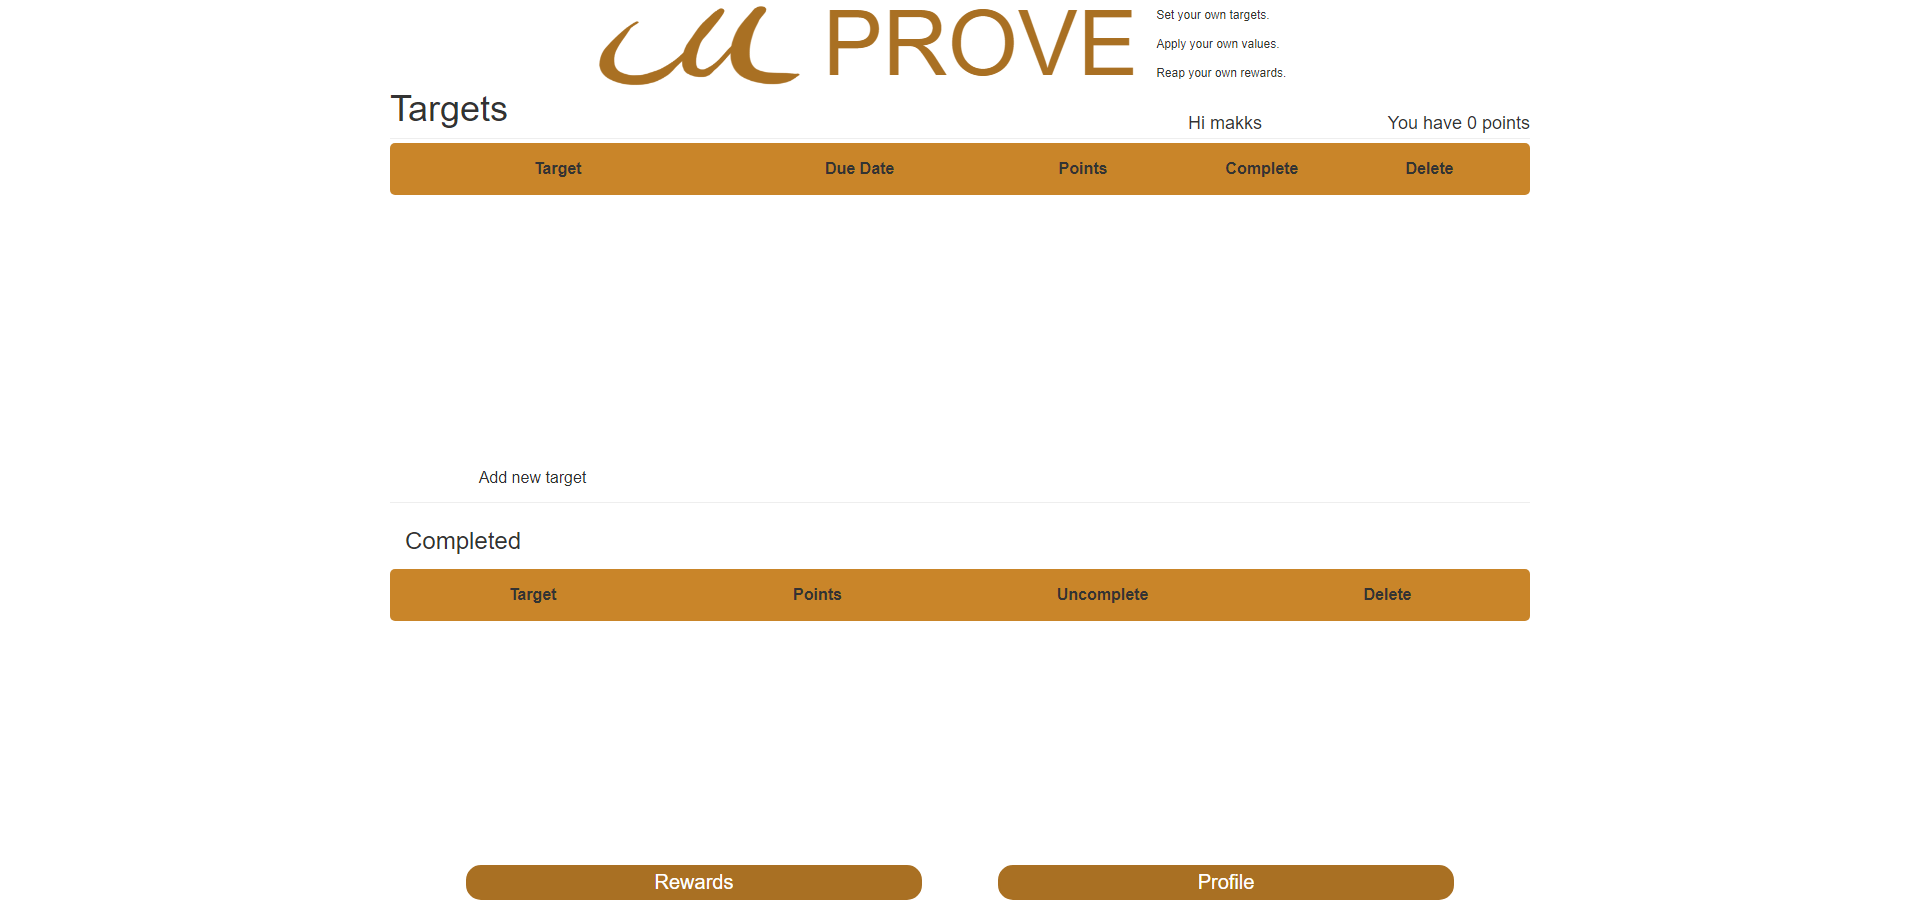 u PROVE
Set your own targets.
Apply your own values.
Reap your own rewards.
Targets
Hi makks
You have 0 points
Target Due Date Points Complete Delete
Add new target
Completed
Target Points Uncomplete Delete
Rewards
Profile